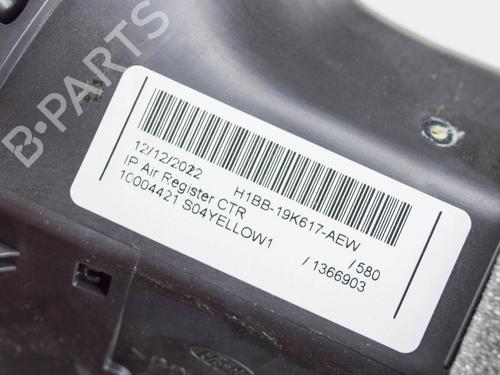 B-PARTS
12/12/2022 H1BB-19K617-AEW
IP Air Register CTR /580
10004421 S04YELLOW1 /1366903